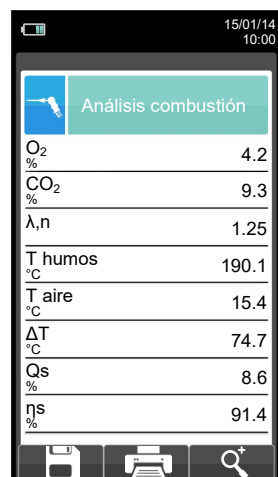 15/01/14
10:00
Análisis combustión
O₂
% 4.2
CO₂
% 9.3
λ,n 1.25
T humos
°C 190.1
T aire
°C 15.4
ΔT
°C 74.7
Qs
% 8.6
ηs
% 91.4